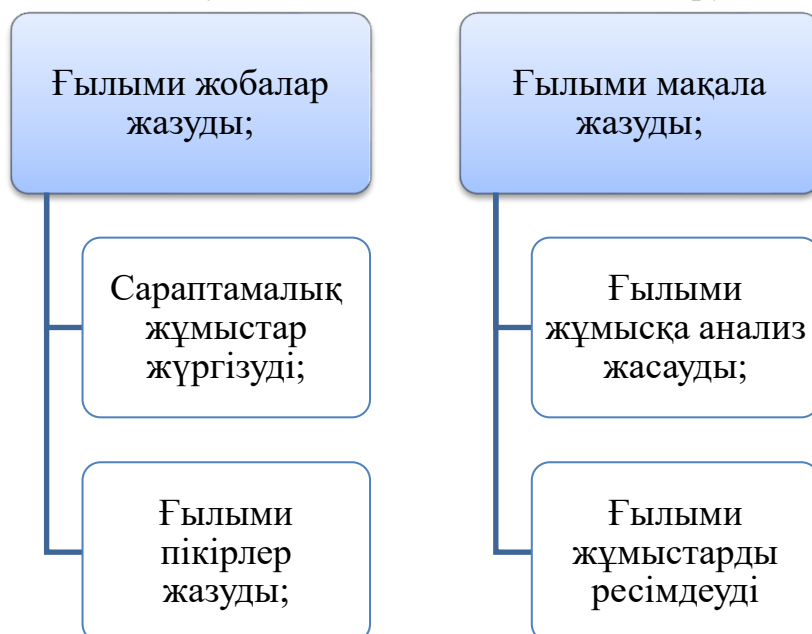 Ғылыми жобалар
жазуды;
Сараптамалық
жұмыстар
жүргізуді;
Ғылыми
пікірлер
жазуды;
Ғылыми мақала
жазуды;
Ғылыми
жұмысқа анализ
жасауды;
Ғылыми
жұмыстарды
ресімдеуді